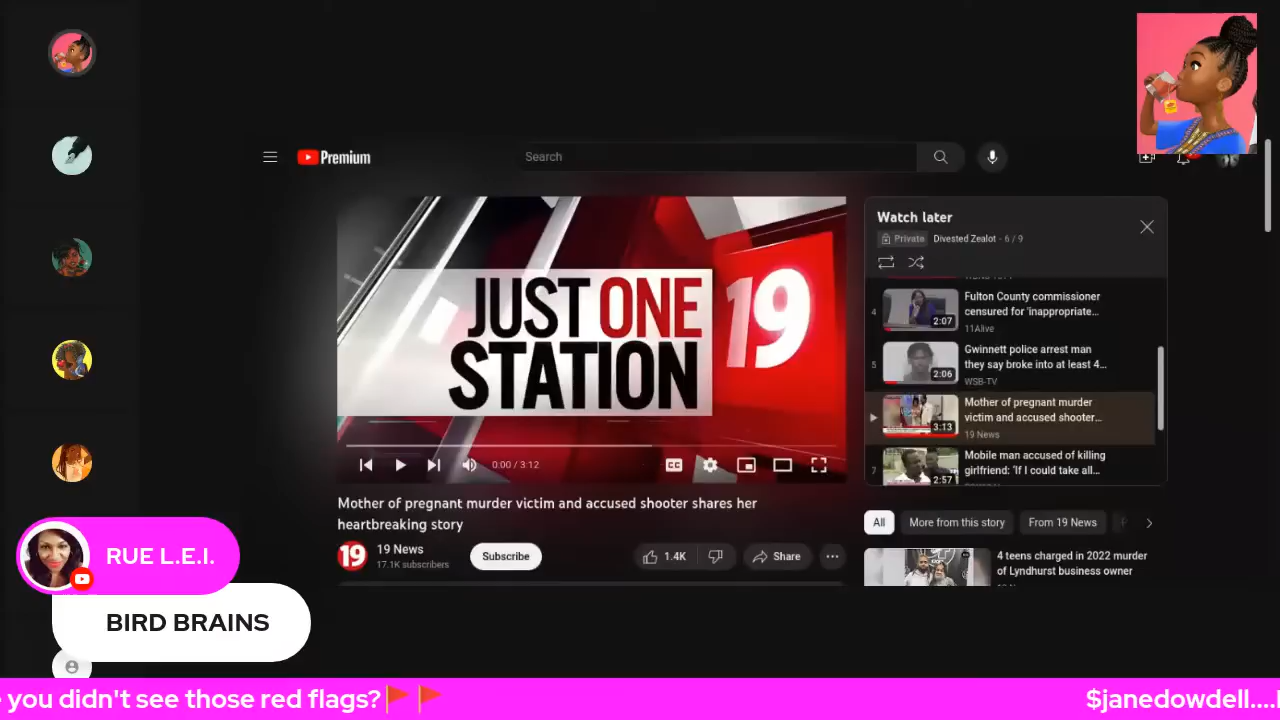 Premium
Search
JUST ONE
STATION
19
0:00 / 3:12
CC
Mother of pregnant murder victim and accused shooter shares her
heartbreaking story
19
19 News
17.1K subscribers
Subscribe
1.4K
Share
Watch later
Private
Divested Zealot - 6 / 9
4
2:07
Fulton County commissioner
censured for 'inappropriate...
11Alive
5
2:06
Gwinnett police arrest man
they say broke into at least 4...
WSB-TV
3:13
Mother of pregnant murder
victim and accused shooter...
19 News
7
2:57
Mobile man accused of killing
girlfriend: 'If I could take all...
All
More from this story
From 19 News
4 teens charged in 2022 murder
of Lyndhurst business owner
RUE L.E.I.
BIRD BRAINS
e you didn't see those red flags?🚩🚩
$janedowdell....